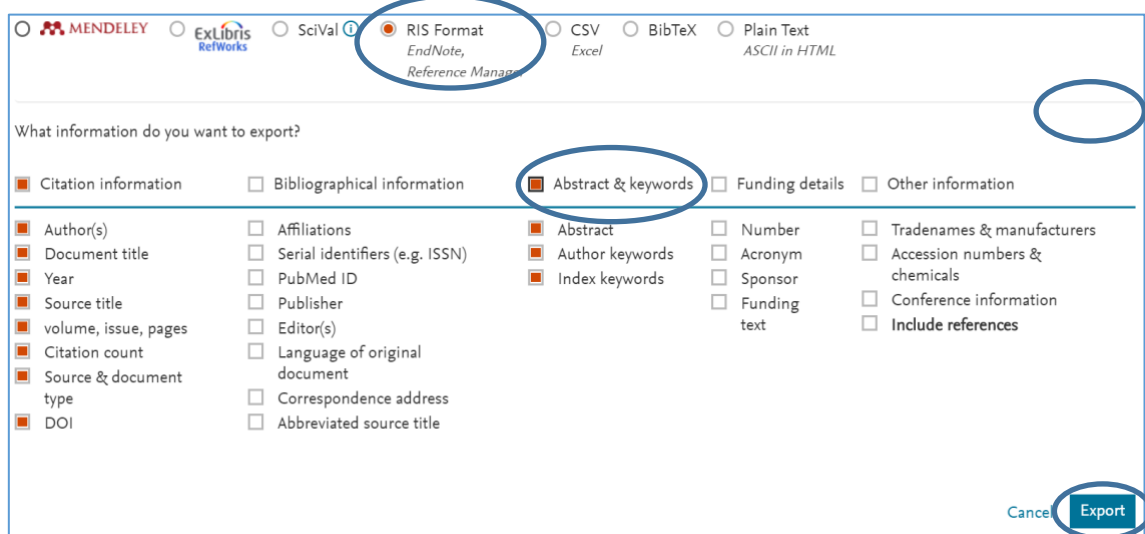 MENDELEY ExLibris RefWorks SciVal RIS Format CSV BibTeX Plain Text
EndNote, Excel ASCII in HTML
Reference Manager
What information do you want to export?
Citation information Bibliographical information Abstract & keywords Funding details Other information
Author(s) Affiliations Abstract Number Tradenames & manufacturers
Document title Serial identifiers (e.g. ISSN) Author keywords Acronym Accession numbers &
Year PubMed ID Index keywords Sponsor chemicals
Source title Publisher Funding Conference information
volume, issue, pages Editor(s) text Include references
Citation count Language of original
Source & document document
type Correspondence address
DOI Abbreviated source title
Cancel Export